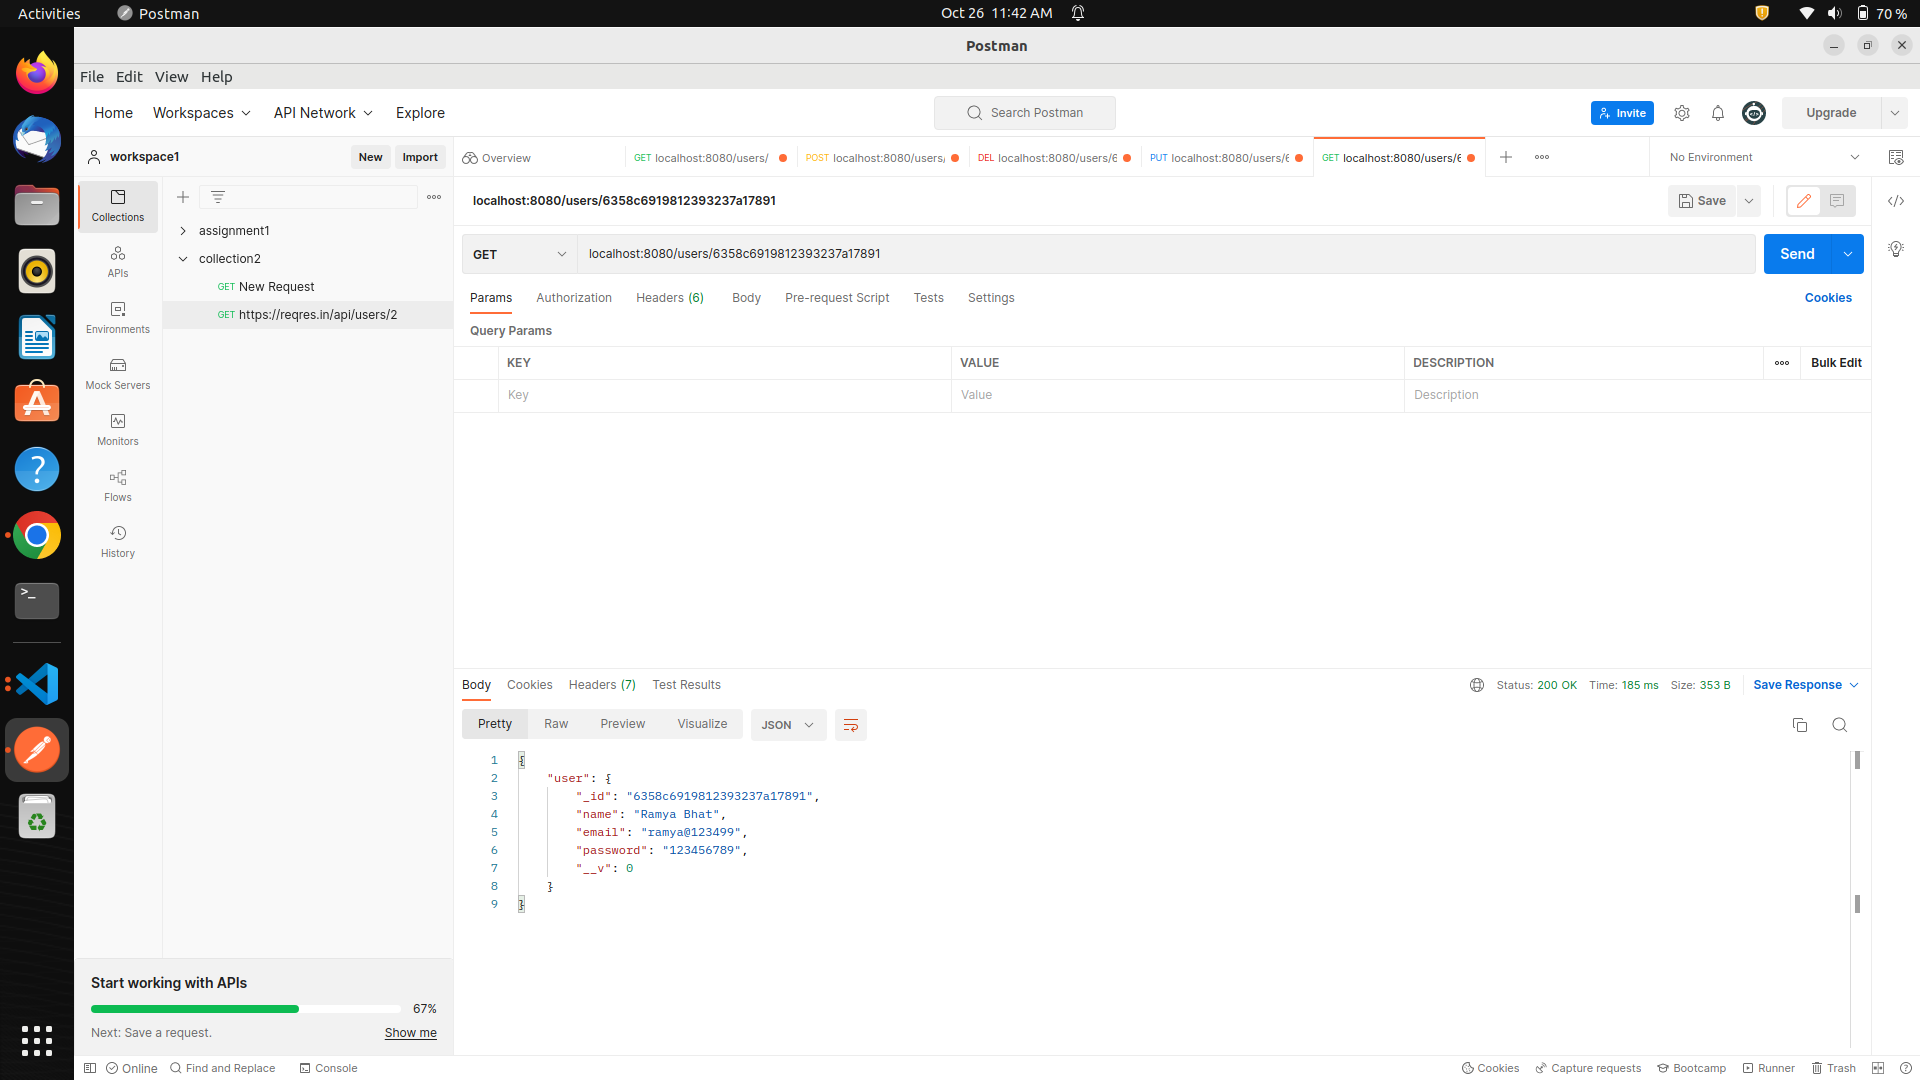 Activities
Postman
Oct 26 11:42 AM
70 %
Postman
File Edit View Help
Home
Workspaces
API Network
Explore
Search Postman
Invite
Upgrade
workspace1
New
Import
Overview
GET localhost:8080/users/
POST localhost:8080/users/
DEL localhost:8080/users/6
PUT localhost:8080/users/6
GET localhost:8080/users/6
No Environment
Collections
APIs
Environments
Mock Servers
Monitors
Flows
History
assignment1
collection2
GET New Request
GET https://reqres.in/api/users/2
localhost:8080/users/6358c6919812393237a17891
Save
GET
localhost:8080/users/6358c6919812393237a17891
Send
Params
Authorization
Headers (6)
Body
Pre-request Script
Tests
Settings
Cookies
Query Params
KEY
VALUE
DESCRIPTION
Bulk Edit
Key
Value
Description
Body
Cookies
Headers (7)
Test Results
Status: 200 OK
Time: 185 ms
Size: 353 B
Save Response
Pretty
Raw
Preview
Visualize
JSON
1 {
2 "user": {
3 "_id": "6358c6919812393237a17891",
4 "name": "Ramya Bhat",
5 "email": "ramya@123499",
6 "password": "123456789",
7 "__v": 0
8 }
9 }
Start working with APIs
67%
Next: Save a request.
Show me
Online
Find and Replace
Console
Cookies
Capture requests
Bootcamp
Runner
Trash